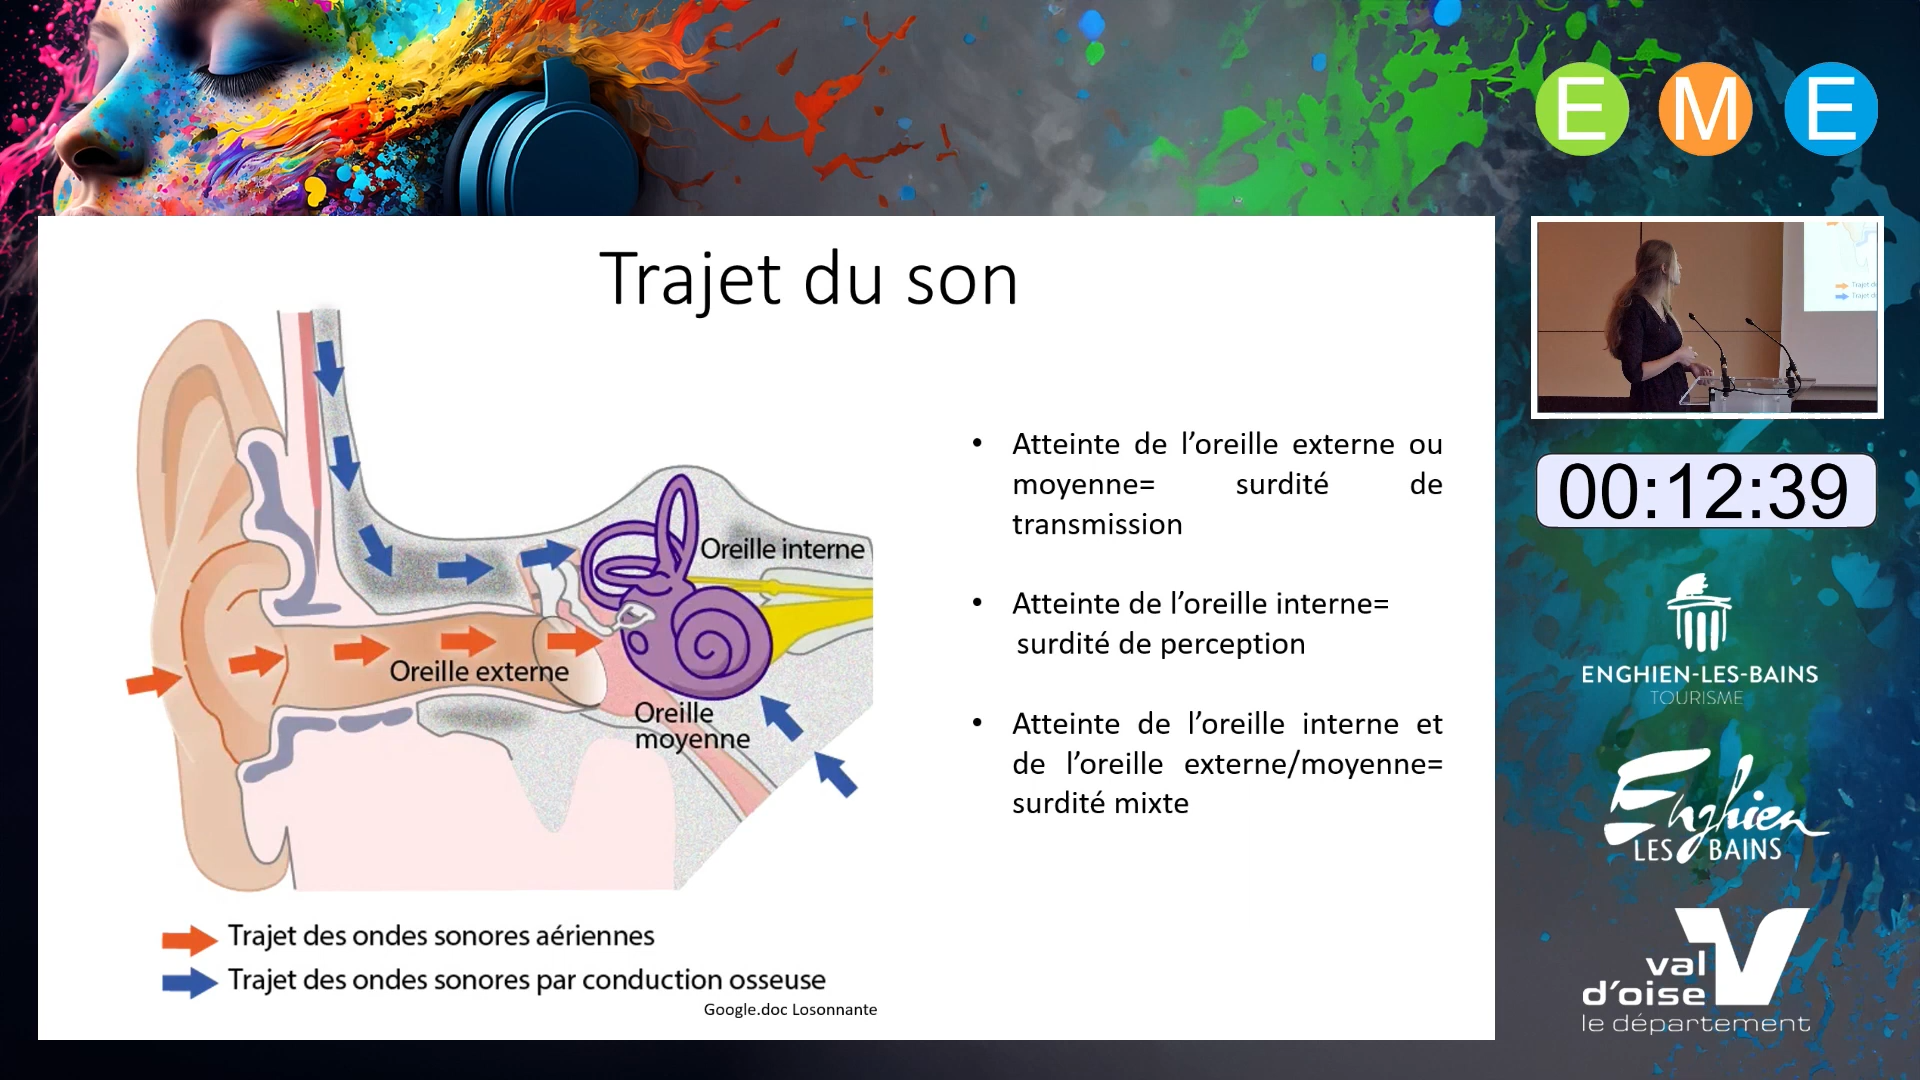 E M E
Trajet du son
Oreille interne
Oreille externe
Oreille
moyenne
Trajet des ondes sonores aériennes
Trajet des ondes sonores par conduction osseuse
Google.doc Losonnante
• Atteinte de l’oreille externe ou
moyenne= surdité de
transmission
• Atteinte de l’oreille interne=
surdité de perception
• Atteinte de l’oreille interne et
de l’oreille externe/moyenne=
surdité mixte
00:12:39
ENGHIEN-LES-BAINS
TOURISME
Enghien
LES BAINS
val
d’oise
le département